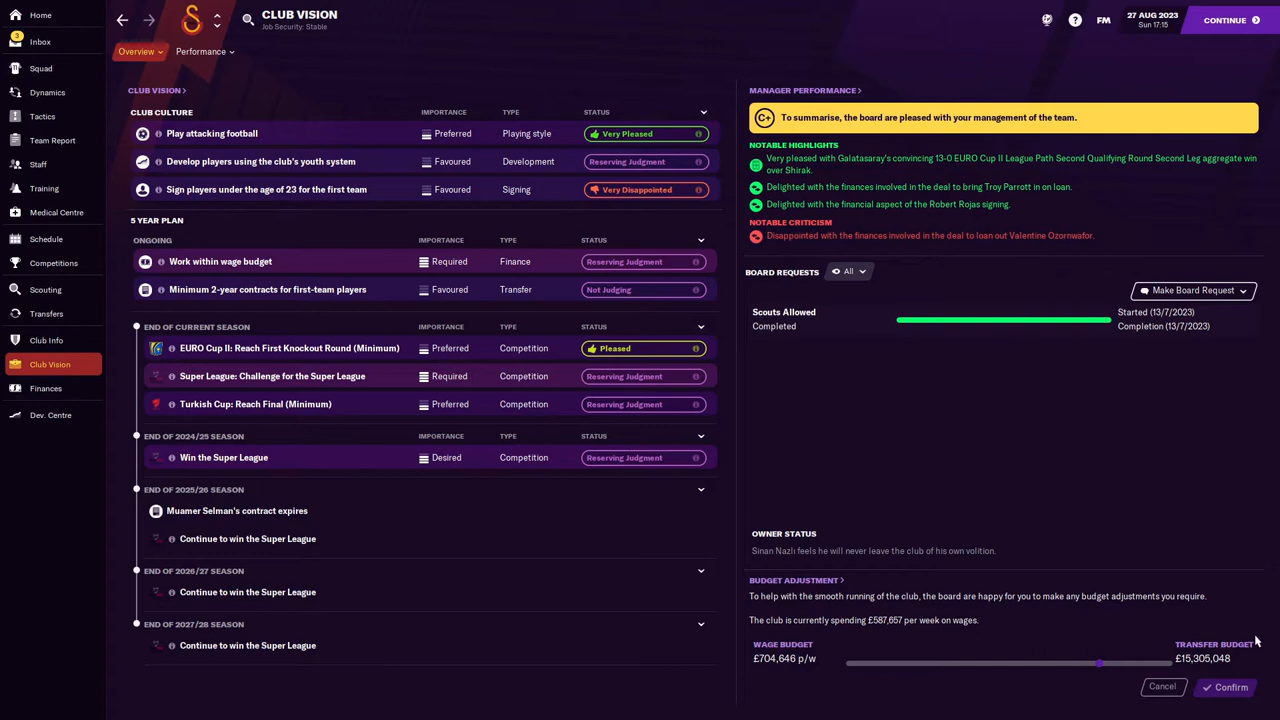 Home
CLUB VISION
Job Security: Stable
FM
27 AUG 2023
Sun 17:15
CONTINUE
3
Inbox
Overview
Performance
Squad
Dynamics
Tactics
Team Report
Staff
Training
Medical Centre
Schedule
Competitions
Scouting
Transfers
Club Info
Club Vision
Finances
Dev. Centre
CLUB VISION
CLUB CULTURE IMPORTANCE TYPE STATUS
Play attacking football Preferred Playing style Very Pleased
Develop players using the club's youth system Favoured Development Reserving Judgment
Sign players under the age of 23 for the first team Favoured Signing Very Disappointed
5 YEAR PLAN
ONGOING IMPORTANCE TYPE STATUS
Work within wage budget Required Finance Reserving Judgment
Minimum 2-year contracts for first-team players Favoured Transfer Not Judging
END OF CURRENT SEASON IMPORTANCE TYPE STATUS
EURO Cup II: Reach First Knockout Round (Minimum) Preferred Competition Pleased
Super League: Challenge for the Super League Required Competition Reserving Judgment
Turkish Cup: Reach Final (Minimum) Preferred Competition Reserving Judgment
END OF 2024/25 SEASON IMPORTANCE TYPE STATUS
Win the Super League Desired Competition Reserving Judgment
END OF 2025/26 SEASON
Muamer Selman's contract expires
Continue to win the Super League
END OF 2026/27 SEASON
Continue to win the Super League
END OF 2027/28 SEASON
Continue to win the Super League
MANAGER PERFORMANCE
C+ To summarise, the board are pleased with your management of the team.
NOTABLE HIGHLIGHTS
Very pleased with Galatasaray's convincing 13-0 EURO Cup II League Path Second Qualifying Round Second Leg aggregate win
over Shirak.
Delighted with the finances involved in the deal to bring Troy Parrott in on loan.
Delighted with the financial aspect of the Robert Rojas signing.
NOTABLE CRITICISM
Disappointed with the finances involved in the deal to loan out Valentine Ozornwafor.
BOARD REQUESTS All
Make Board Request
Scouts Allowed Started (13/7/2023)
Completed Completion (13/7/2023)
OWNER STATUS
Sinan Nazlı feels he will never leave the club of his own volition.
BUDGET ADJUSTMENT
To help with the smooth running of the club, the board are happy for you to make any budget adjustments you require.
The club is currently spending £587,657 per week on wages.
WAGE BUDGET TRANSFER BUDGET
£704,646 p/w £15,305,048
Cancel Confirm